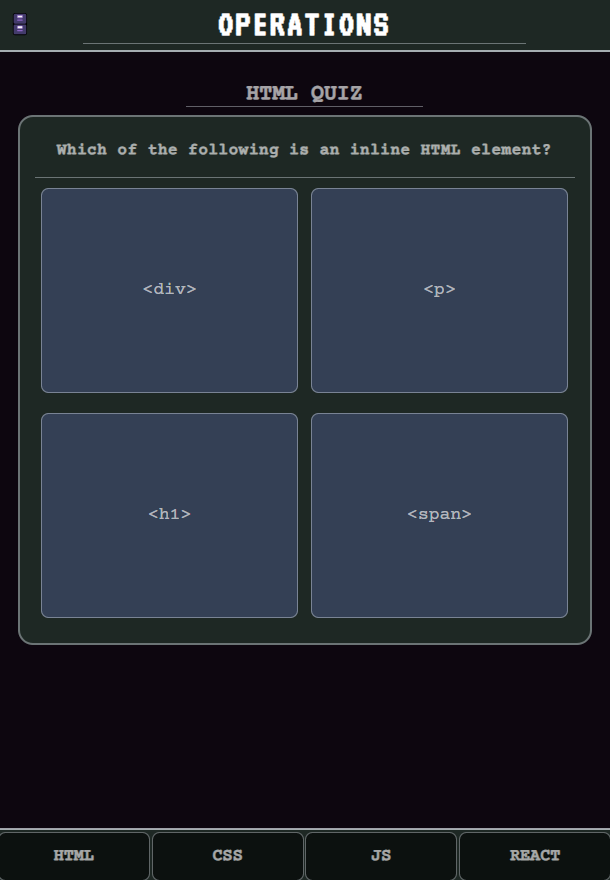 OPERATIONS
HTML QUIZ
Which of the following is an inline HTML element?
<div> <p>
<h1> <span>
HTML CSS JS REACT